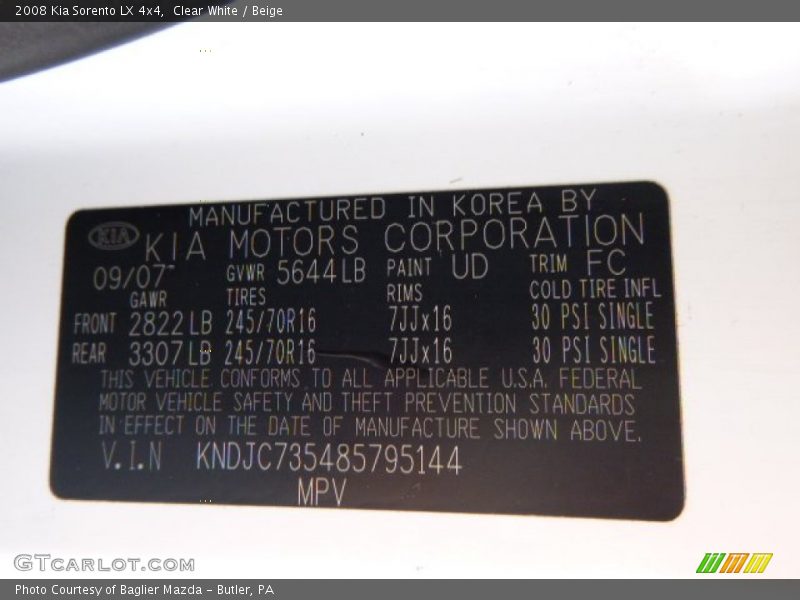 2008 Kia Sorento LX 4x4, Clear White / Beige
MANUFACTURED IN KOREA BY
KIA KIA MOTORS CORPORATION
09/07 GVWR 5644LB PAINT UD TRIM FC
GAWR TIRES RIMS COLD TIRE INFL
FRONT 2822 LB 245/70R16 7JJx16 30 PSI SINGLE
REAR 3307 LB 245/70R16 7JJx16 30 PSI SINGLE
THIS VEHICLE CONFORMS TO ALL APPLICABLE U.S.A. FEDERAL
MOTOR VEHICLE SAFETY AND THEFT PREVENTION STANDARDS
IN EFFECT ON THE DATE OF MANUFACTURE SHOWN ABOVE.
V.I.N KNDJC735485795144
MPV
GTCARLOT.COM
Photo Courtesy of Baglier Mazda - Butler, PA